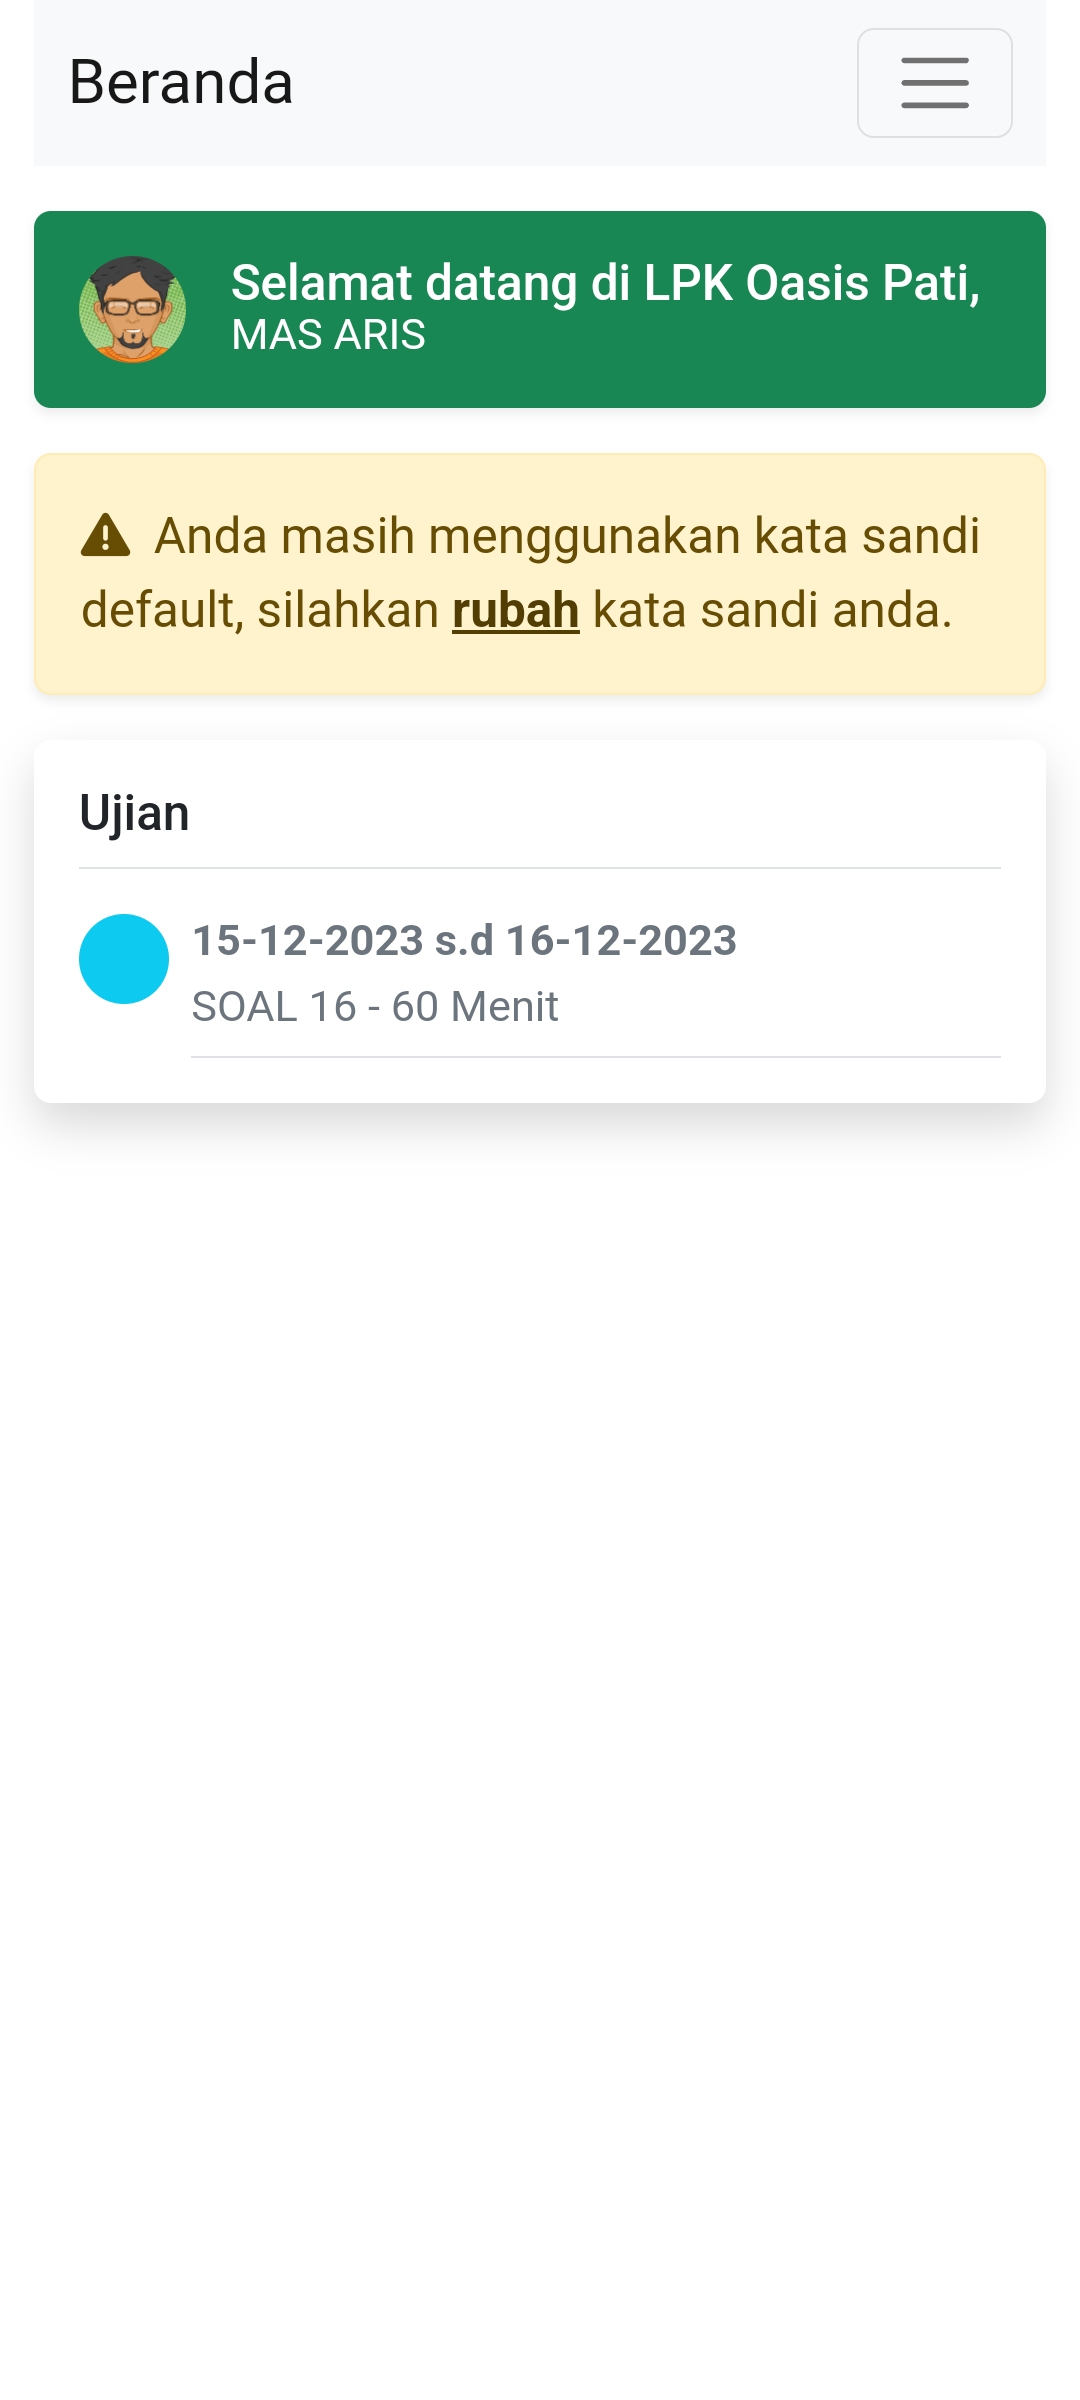 Beranda
Selamat datang di LPK Oasis Pati,
MAS ARIS
Anda masih menggunakan kata sandi
default, silahkan rubah kata sandi anda.
Ujian
15-12-2023 s.d 16-12-2023
SOAL 16 - 60 Menit